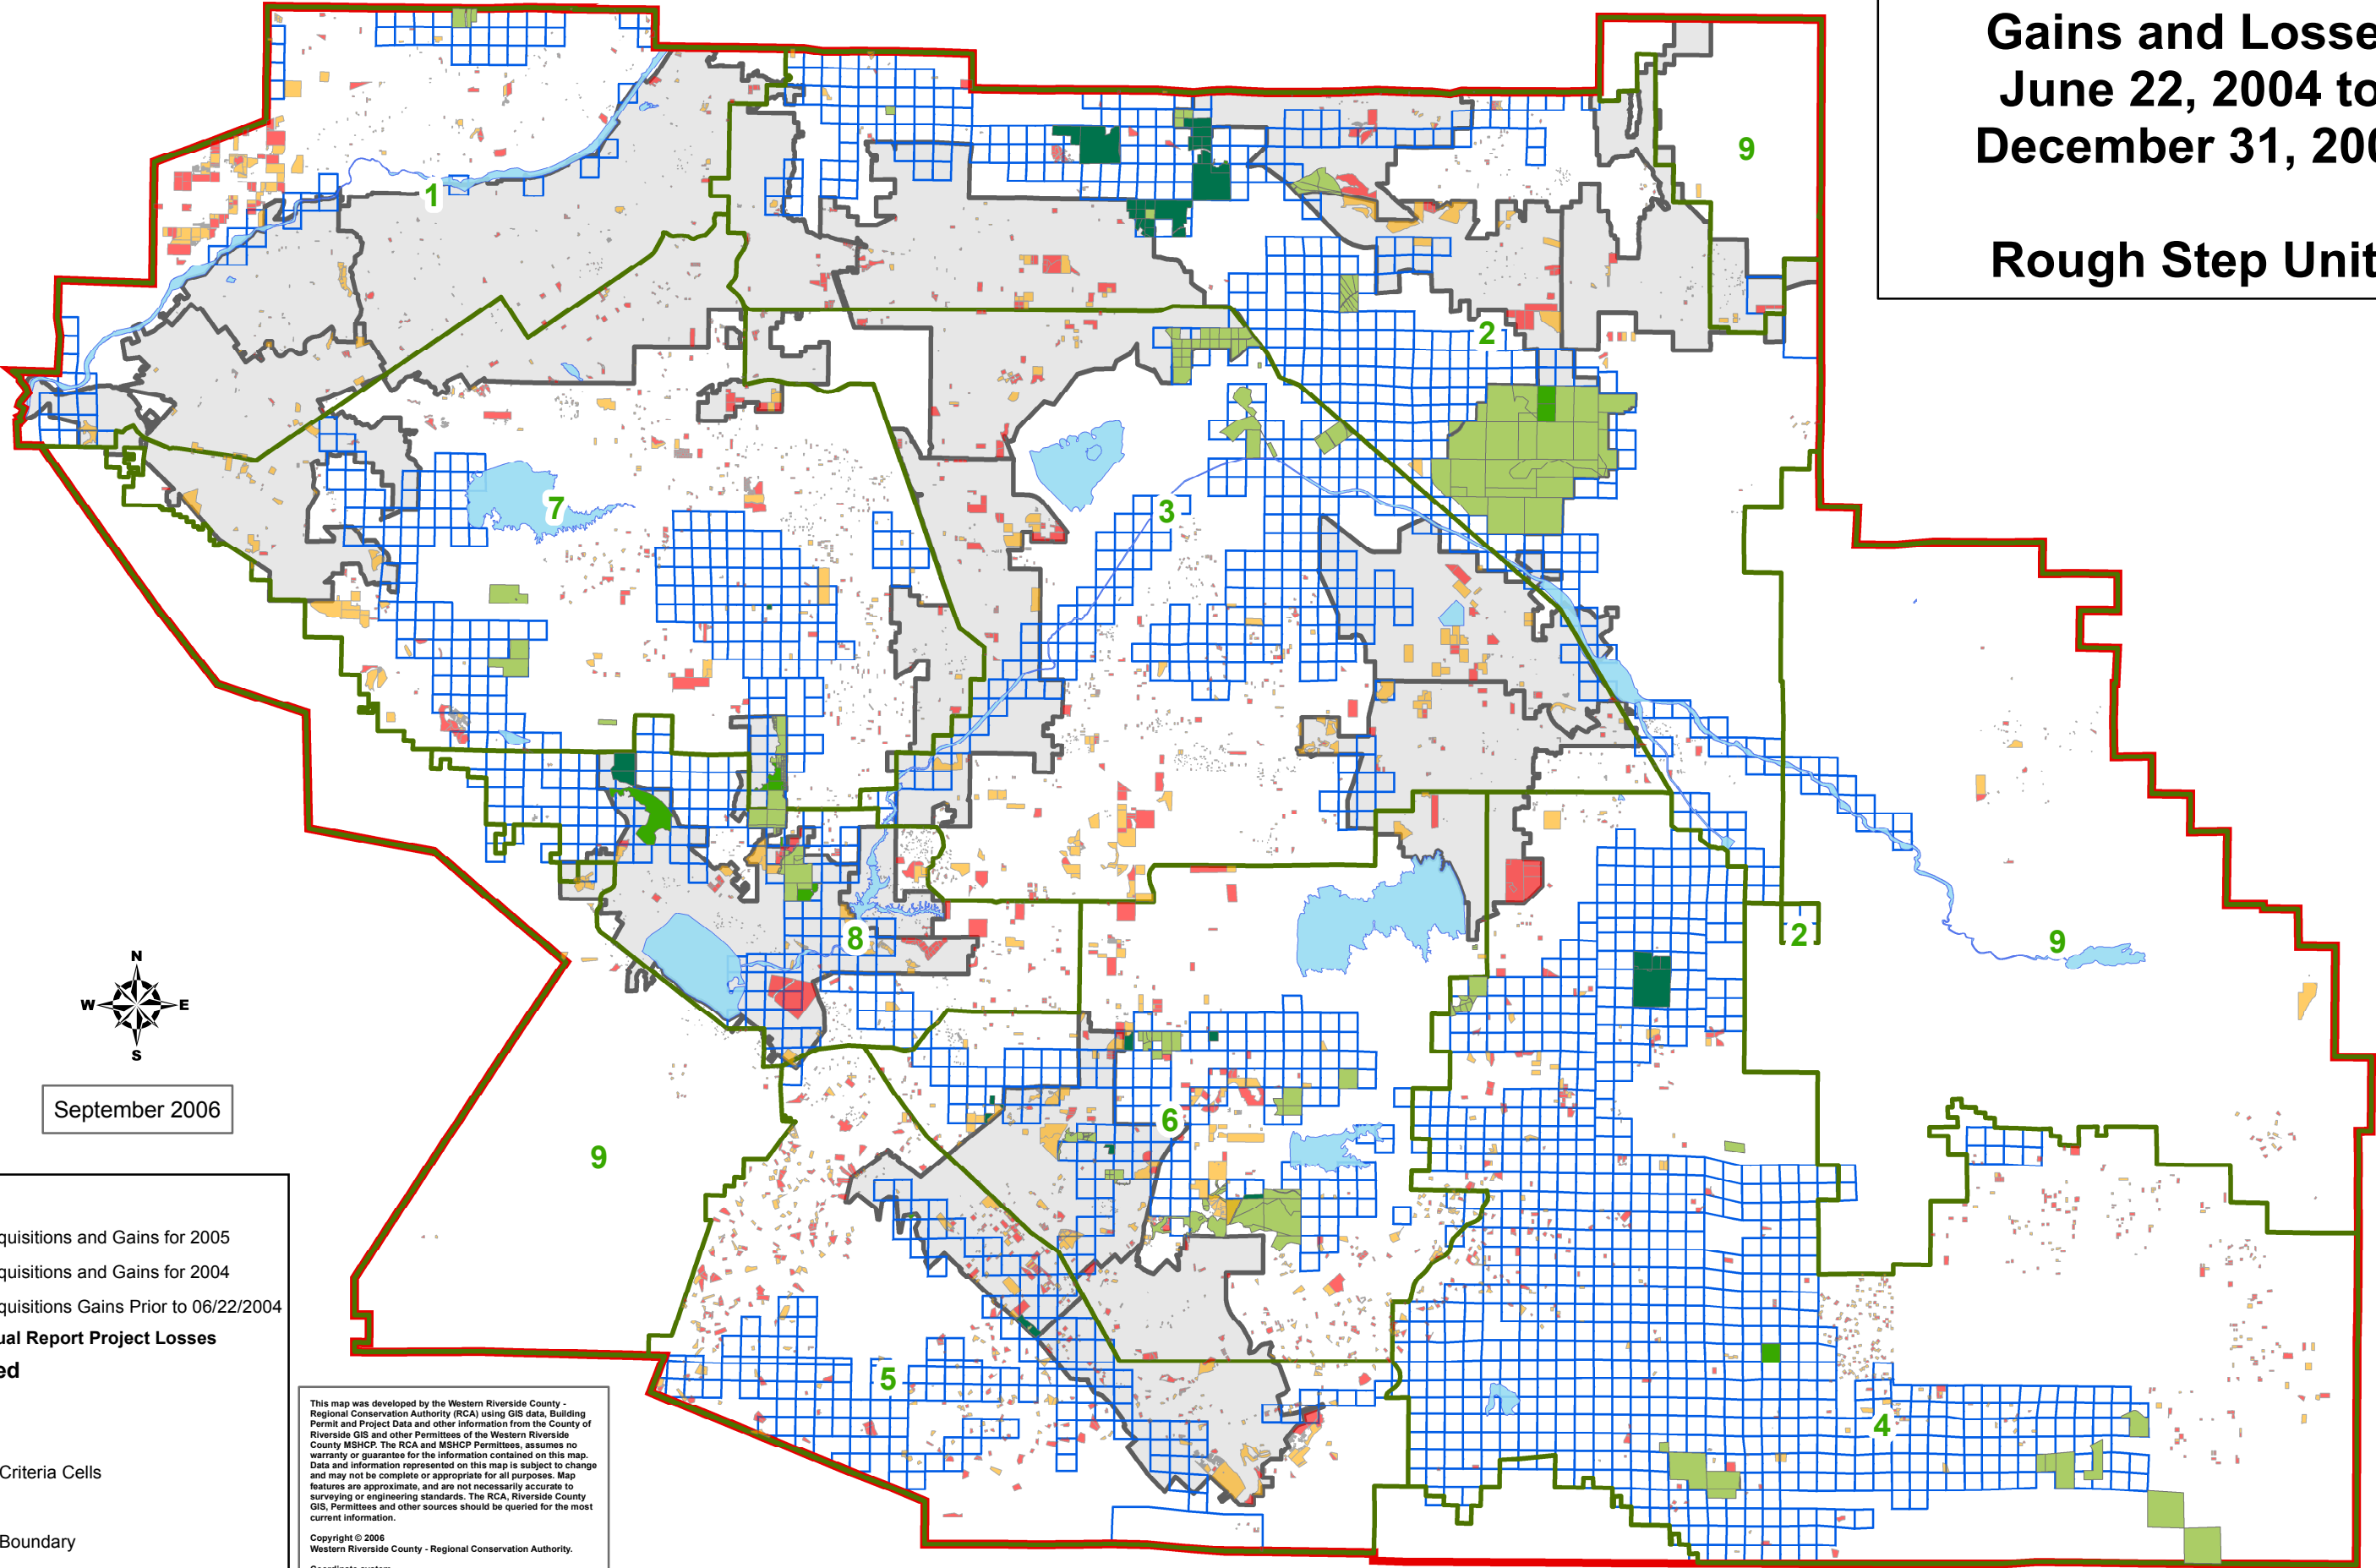 Gains and Losse
June 22, 2004 to
December 31, 200
Rough Step Unit
9
1
2
7
3
2
9
8
6
9
5
4
N
W E
S
September 2006
quisitions and Gains for 2005
quisitions and Gains for 2004
quisitions Gains Prior to 06/22/2004
ual Report Project Losses
ed
Criteria Cells
Boundary
This map was developed by the Western Riverside County -
Regional Conservation Authority (RCA) using GIS data, Building
Permit and Project Data and other information from the County of
Riverside GIS and other Permittees of the Western Riverside
County MSHCP. The RCA and MSHCP Permittees, assumes no
warranty or guarantee for the information contained on this map.
Data and information represented on this map is subject to change
and may not be complete or appropriate for all purposes. Map
features are approximate, and are not necessarily accurate to
surveying or engineering standards. The RCA, Riverside County
GIS, Permittees and other sources should be queried for the most
current information.
Copyright © 2006
Western Riverside County - Regional Conservation Authority.